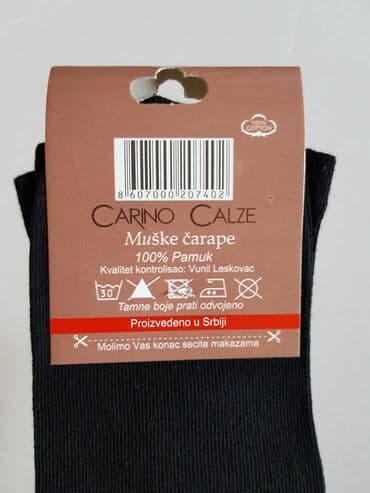 100%
COTTON
8 607000 207402
CARINO CALZE
Muške čarape
100% Pamuk
Kvalitet kontrolisao: Vunil Leskovac
30
Tamne boje prati odvojeno
Proizvedeno u Srbiji
Molimo Vas konac secite makazama